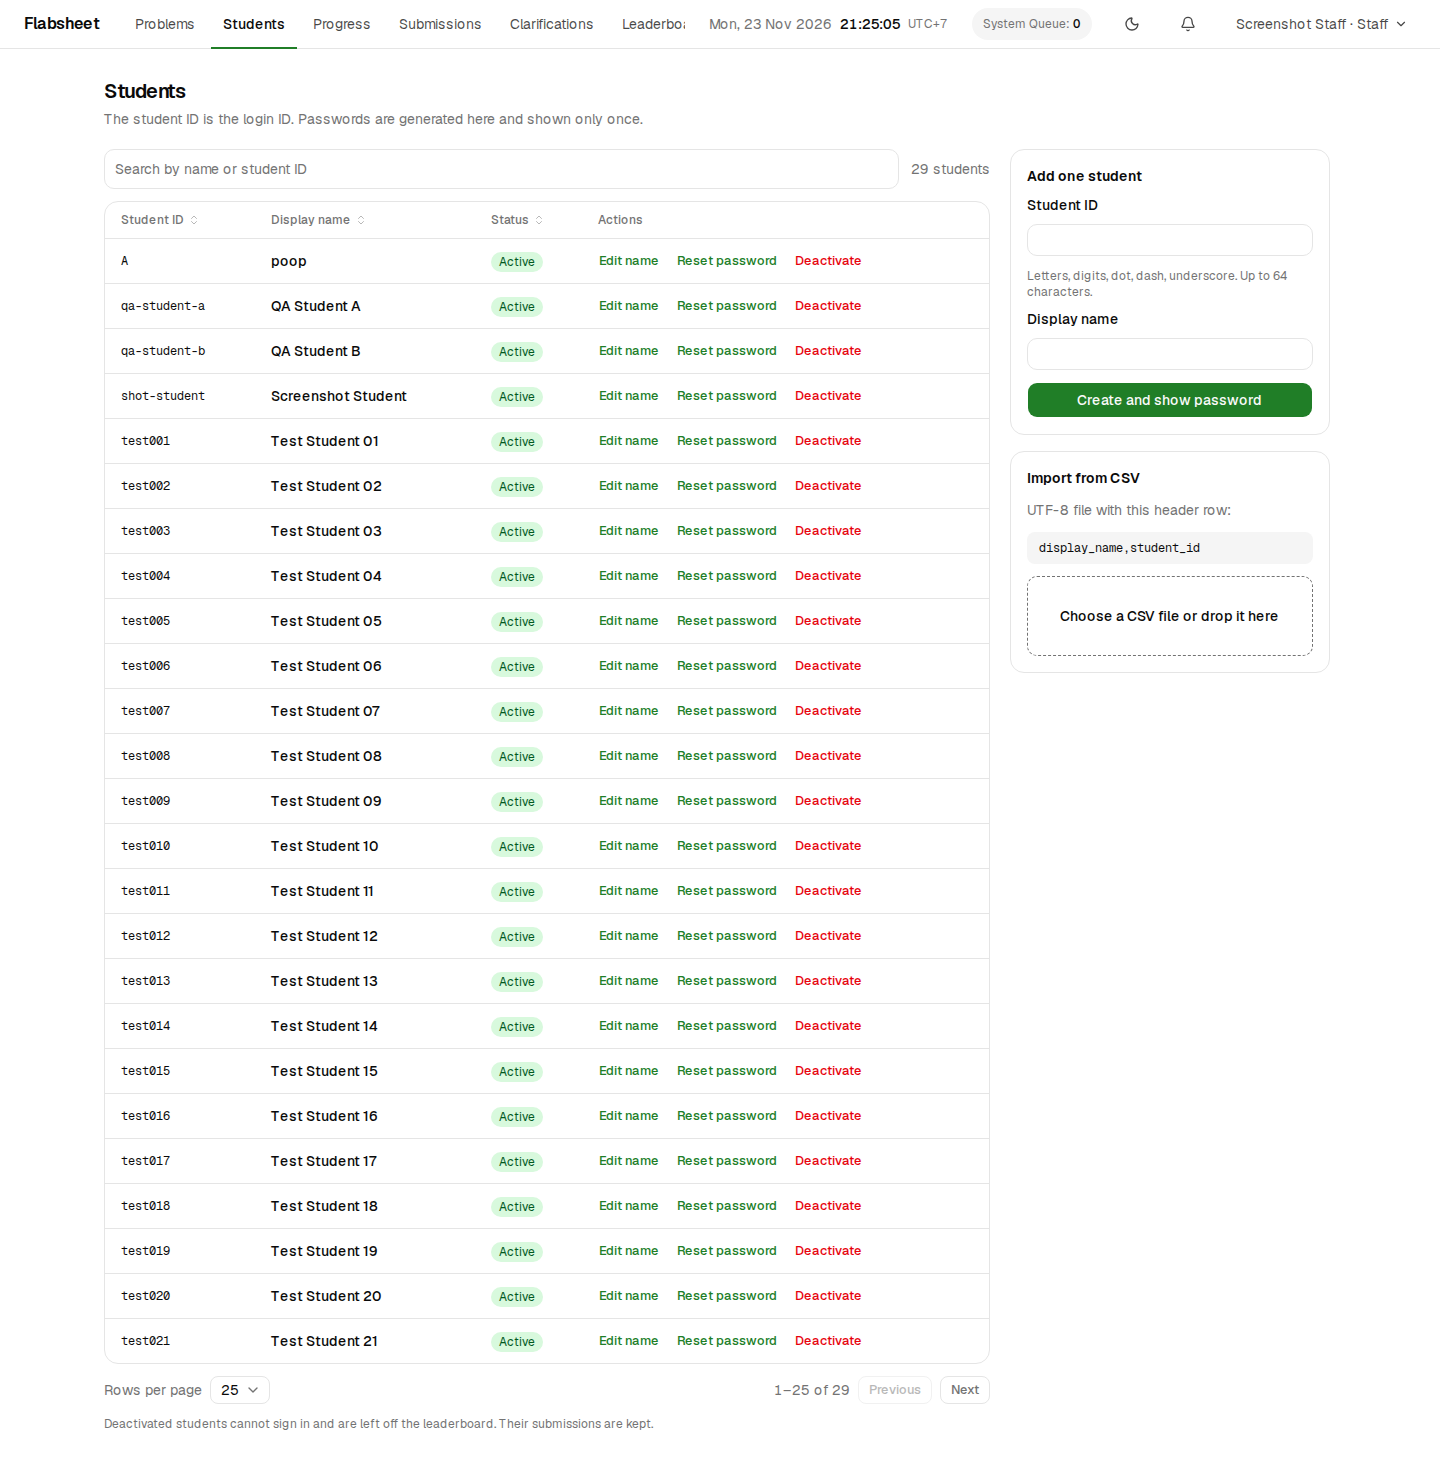 Flabsheet Problems Students Progress Submissions Clarifications Leaderboa Mon, 23 Nov 2026 21:25:05 UTC+7 System Queue: 0 Screenshot Staff · Staff
Students
The student ID is the login ID. Passwords are generated here and shown only once.
Search by name or student ID 29 students
Student ID Display name Status Actions
A poop Active Edit name Reset password Deactivate
qa-student-a QA Student A Active Edit name Reset password Deactivate
qa-student-b QA Student B Active Edit name Reset password Deactivate
shot-student Screenshot Student Active Edit name Reset password Deactivate
test001 Test Student 01 Active Edit name Reset password Deactivate
test002 Test Student 02 Active Edit name Reset password Deactivate
test003 Test Student 03 Active Edit name Reset password Deactivate
test004 Test Student 04 Active Edit name Reset password Deactivate
test005 Test Student 05 Active Edit name Reset password Deactivate
test006 Test Student 06 Active Edit name Reset password Deactivate
test007 Test Student 07 Active Edit name Reset password Deactivate
test008 Test Student 08 Active Edit name Reset password Deactivate
test009 Test Student 09 Active Edit name Reset password Deactivate
test010 Test Student 10 Active Edit name Reset password Deactivate
test011 Test Student 11 Active Edit name Reset password Deactivate
test012 Test Student 12 Active Edit name Reset password Deactivate
test013 Test Student 13 Active Edit name Reset password Deactivate
test014 Test Student 14 Active Edit name Reset password Deactivate
test015 Test Student 15 Active Edit name Reset password Deactivate
test016 Test Student 16 Active Edit name Reset password Deactivate
test017 Test Student 17 Active Edit name Reset password Deactivate
test018 Test Student 18 Active Edit name Reset password Deactivate
test019 Test Student 19 Active Edit name Reset password Deactivate
test020 Test Student 20 Active Edit name Reset password Deactivate
test021 Test Student 21 Active Edit name Reset password Deactivate
Rows per page 25 1–25 of 29 Previous Next
Deactivated students cannot sign in and are left off the leaderboard. Their submissions are kept.
Add one student
Student ID
Letters, digits, dot, dash, underscore. Up to 64
characters.
Display name
Create and show password
Import from CSV
UTF-8 file with this header row:
display_name,student_id
Choose a CSV file or drop it here